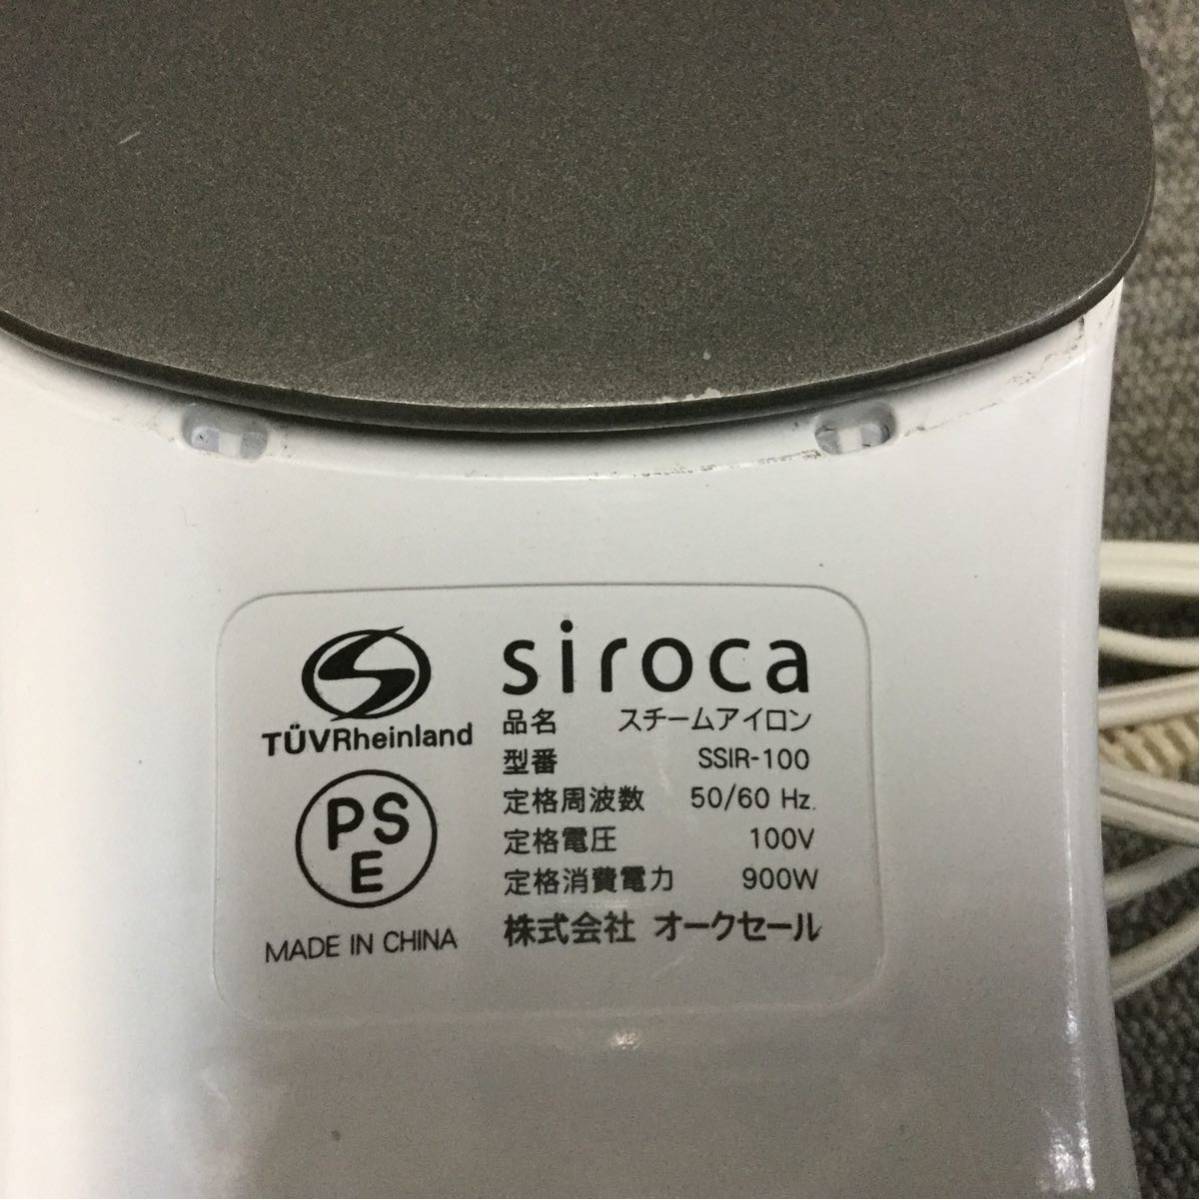 TÜVRheinland
PSE
MADE IN CHINA
siroca
品名 スチームアイロン
型番 SSIR-100
定格周波数 50/60 Hz.
定格電圧 100V
定格消費電力 900W
株式会社 オークセール